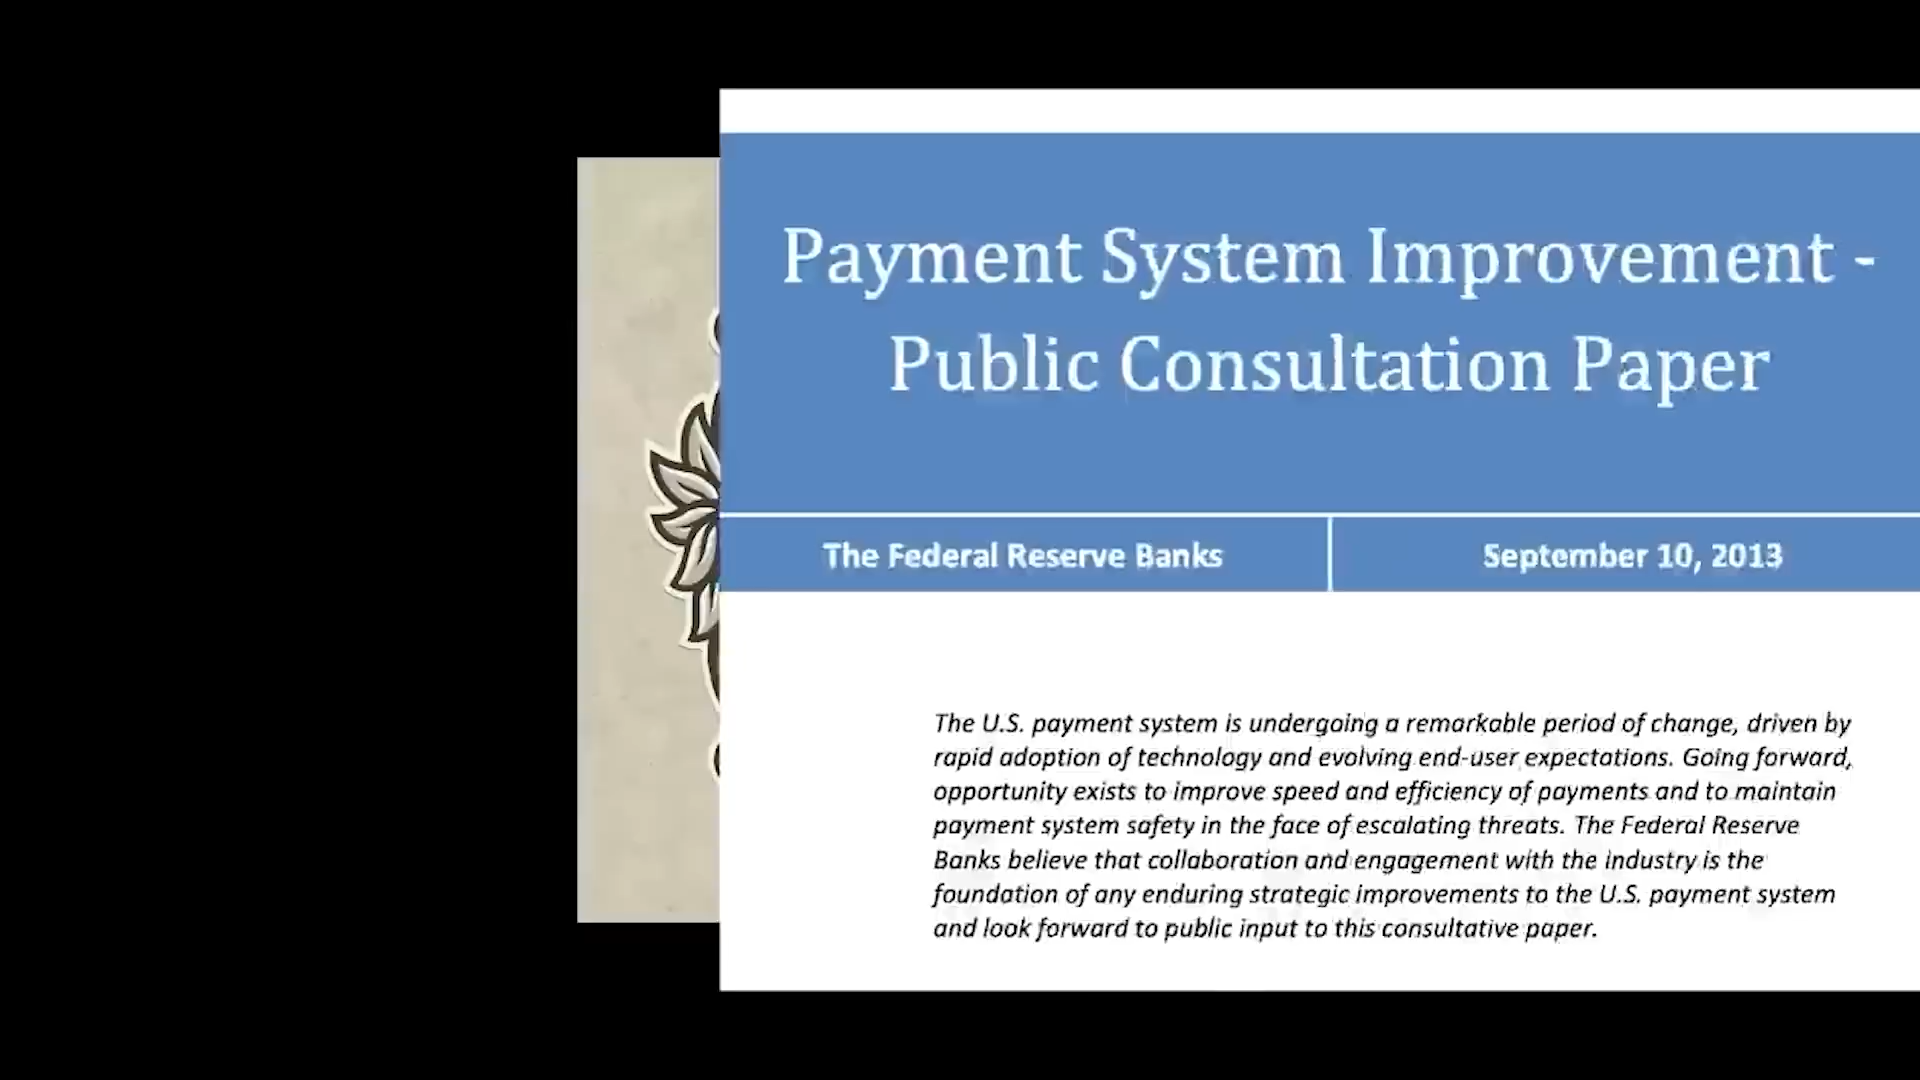 Payment System Improvement -
Public Consultation Paper
The Federal Reserve Banks
September 10, 2013
The U.S. payment system is undergoing a remarkable period of change, driven by
rapid adoption of technology and evolving end-user expectations. Going forward,
opportunity exists to improve speed and efficiency of payments and to maintain
payment system safety in the face of escalating threats. The Federal Reserve
Banks believe that collaboration and engagement with the industry is the
foundation of any enduring strategic improvements to the U.S. payment system
and look forward to public input to this consultative paper.